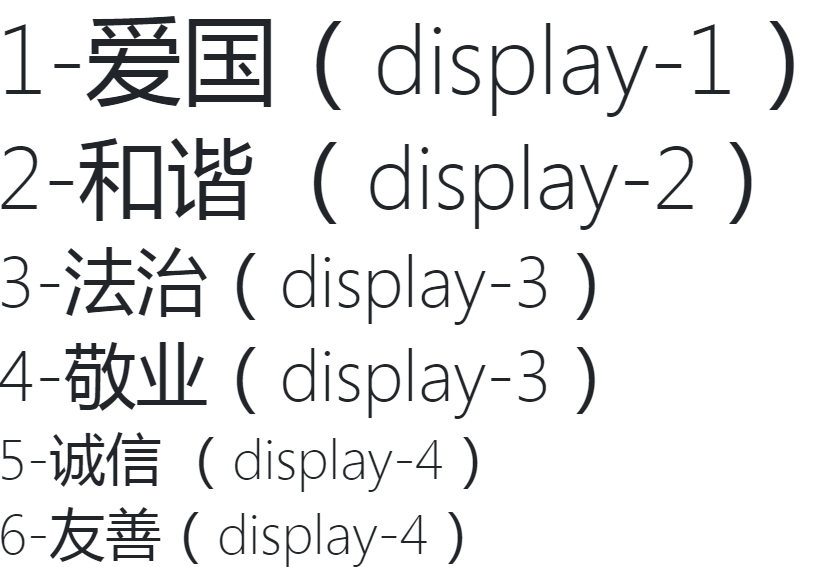 1-爱国（display-1）
2-和谐 （display-2）
3-法治（display-3）
4-敬业（display-3）
5-诚信 （display-4）
6-友善（display-4）